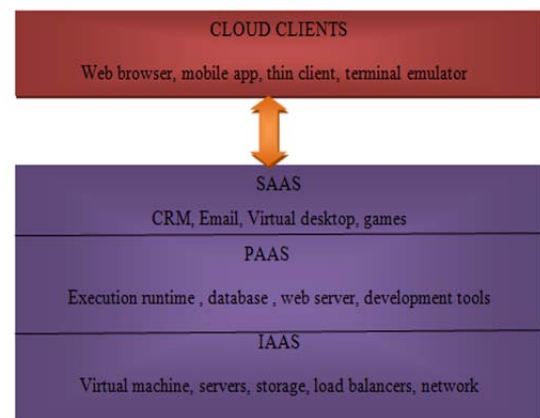 CLOUD CLIENTS
Web browser, mobile app, thin client, terminal emulator
SAAS
CRM, Email, Virtual desktop, games
PAAS
Execution runtime , database , web server, development tools
IAAS
Virtual machine, servers, storage, load balancers, network